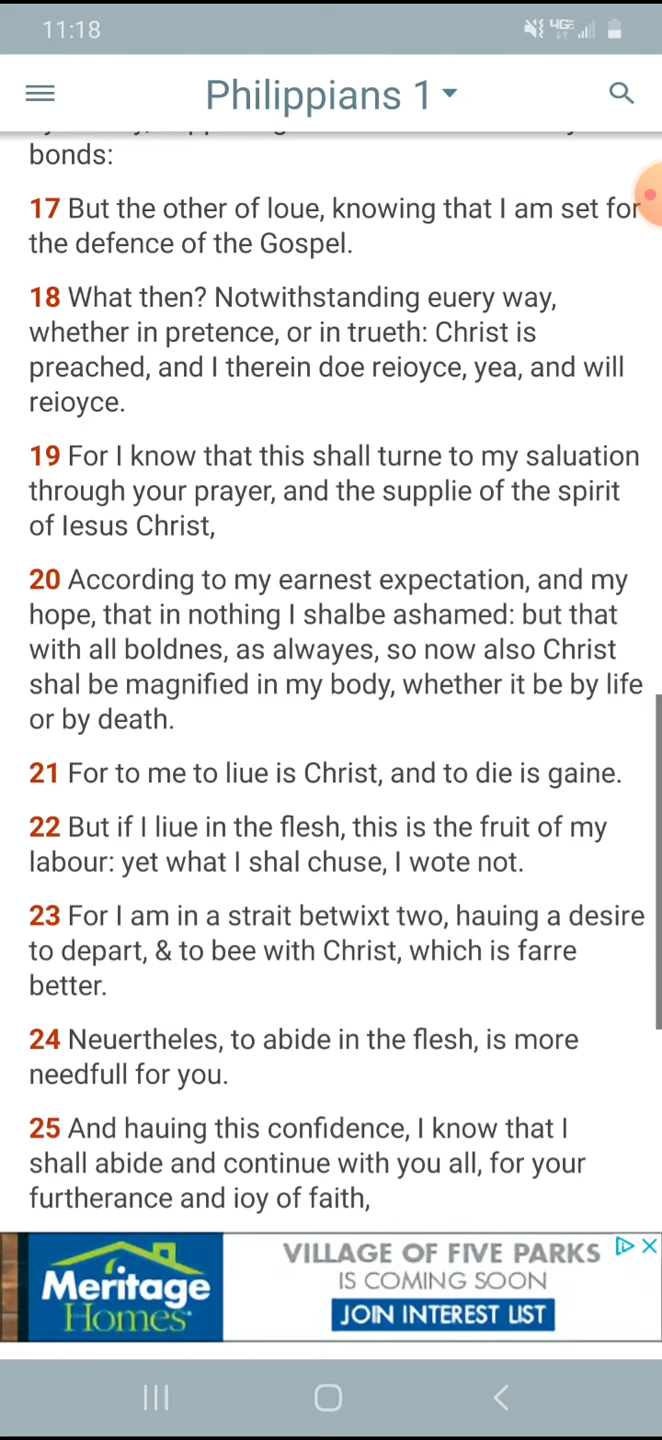 11:18
4GE
Philippians 1
bonds:
17 But the other of loue, knowing that I am set for
the defence of the Gospel.
18 What then? Notwithstanding euery way,
whether in pretence, or in trueth: Christ is
preached, and I therein doe reioyce, yea, and will
reioyce.
19 For I know that this shall turne to my saluation
through your prayer, and the supplie of the spirit
of Iesus Christ,
20 According to my earnest expectation, and my
hope, that in nothing I shalbe ashamed: but that
with all boldnes, as alwayes, so now also Christ
shal be magnified in my body, whether it be by life
or by death.
21 For to me to liue is Christ, and to die is gaine.
22 But if I liue in the flesh, this is the fruit of my
labour: yet what I shal chuse, I wote not.
23 For I am in a strait betwixt two, hauing a desire
to depart, & to bee with Christ, which is farre
better.
24 Neuertheles, to abide in the flesh, is more
needfull for you.
25 And hauing this confidence, I know that I
shall abide and continue with you all, for your
furtherance and ioy of faith,
Meritage
Homes
VILLAGE OF FIVE PARKS
IS COMING SOON
JOIN INTEREST LIST